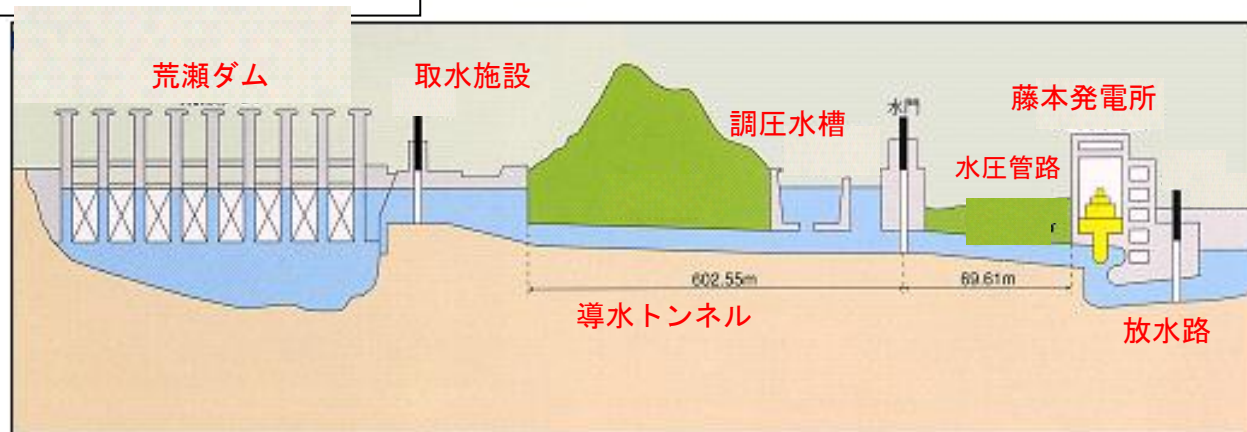 荒瀬ダム
取水施設
調圧水槽
水門
藤本発電所
水圧管路
602.55m
69.61m
導水トンネル
放水路